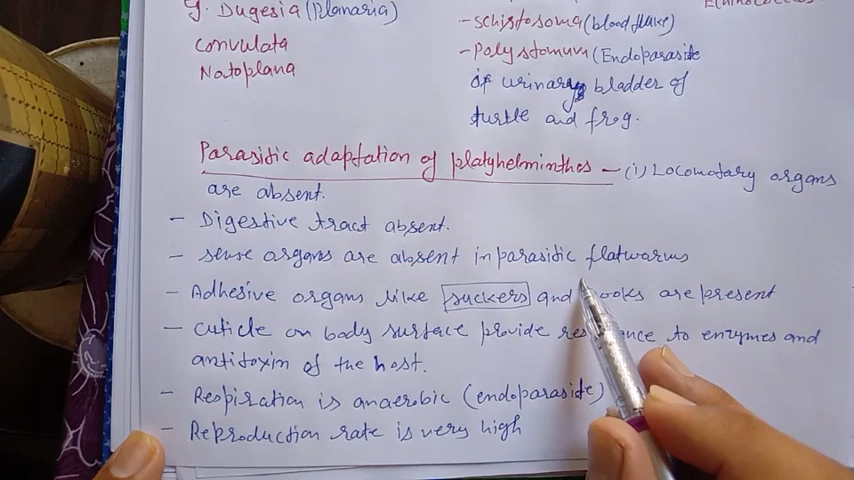 g. Dugesia (Planaria)
Convulata
Notoplana
- Schistosoma (blood fluke)
- Polystomum (Endoparasite
of urinary bladder of
turtle and frog.
Parasitic adaptation of platyhelminthes - (i) Locomotary organs
are absent.
- Digestive tract absent.
- Sense organs are absent in parasitic flatwarms
- Adhesive organs like suckers and hooks are present
- Cuticle on body surface provide to enzymes and
antitoxin of the host.
- Respiration is anaerobic (endoparasite)
- Reproduction rate is very high